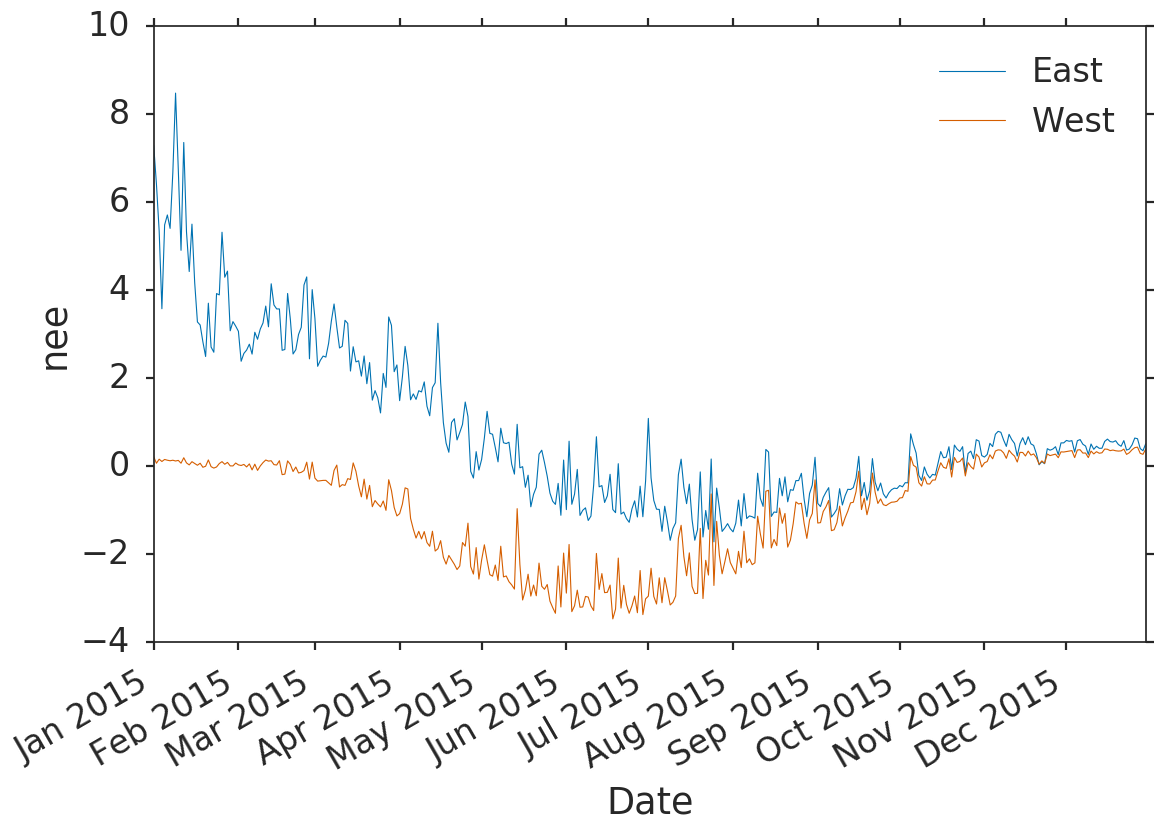 10
8
6
4
2
0
−2
−4
nee
East
West
Jan 2015
Feb 2015
Mar 2015
Apr 2015
May 2015
Jun 2015
Jul 2015
Aug 2015
Sep 2015
Oct 2015
Nov 2015
Dec 2015
Date